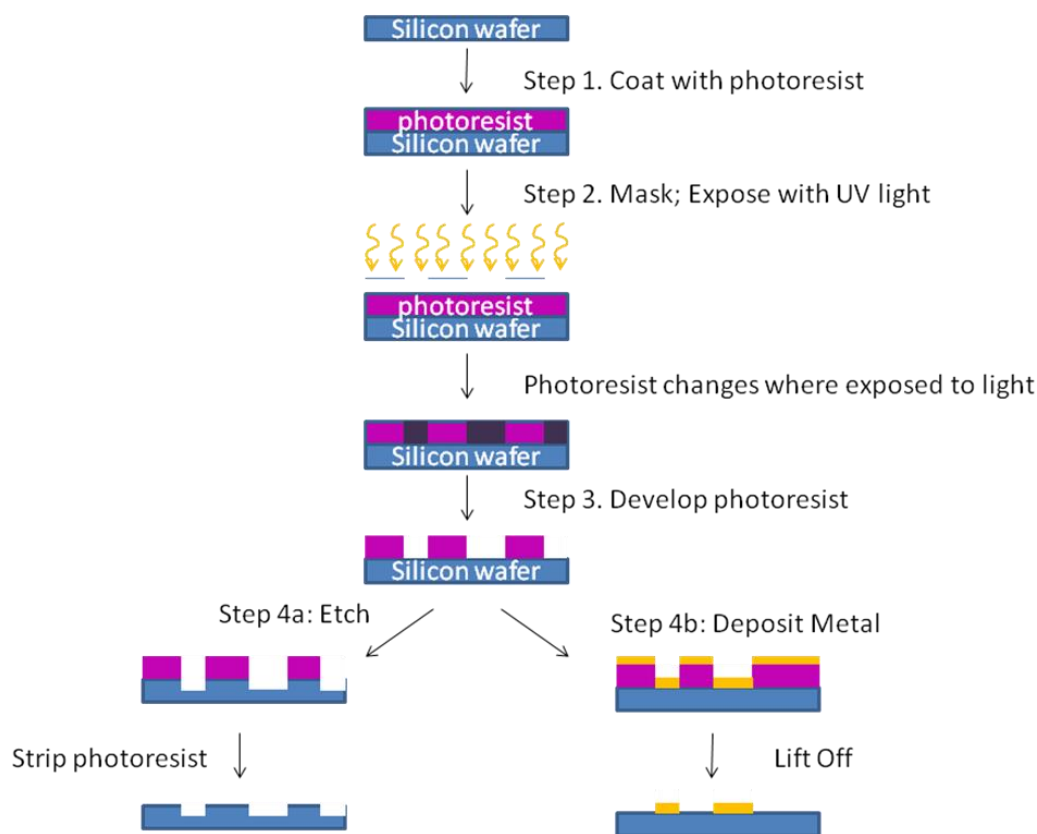 Silicon wafer
Step 1. Coat with photoresist
photoresist
Silicon wafer
Step 2. Mask; Expose with UV light
photoresist
Silicon wafer
Photoresist changes where exposed to light
Silicon wafer
Step 3. Develop photoresist
Silicon wafer
Step 4a: Etch
Step 4b: Deposit Metal
Strip photoresist
Lift Off